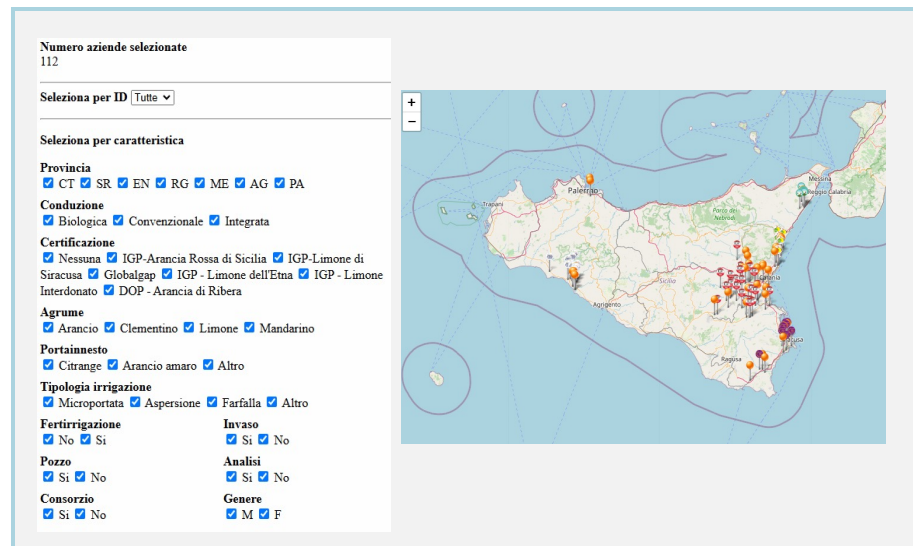 Numero aziende selezionate
112
Seleziona per ID Tutte
Seleziona per caratteristica
Provincia
CT SR EN RG ME AG PA
Conduzione
Biologica Convenzionale Integrata
Certificazione
Nessuna IGP-Arancia Rossa di Sicilia IGP-Limone di
Siracusa Globalgap IGP - Limone dell'Etna IGP - Limone
Interdonato DOP - Arancia di Ribera
Agrume
Arancio Clementino Limone Mandarino
Portainnesto
Citrange Arancio amaro Altro
Tipologia irrigazione
Microportata Aspersione Farfalla Altro
Fertirrigazione Invaso
No Si Si No
Pozzo Analisi
Si No Si No
Consorzio Genere
Si No M F
+
−
Messina
Reggio Calabria
Palermo
Trapani
Parco dei
Nebrodi
Sicilia
Catania
Agrigento
Ragusa